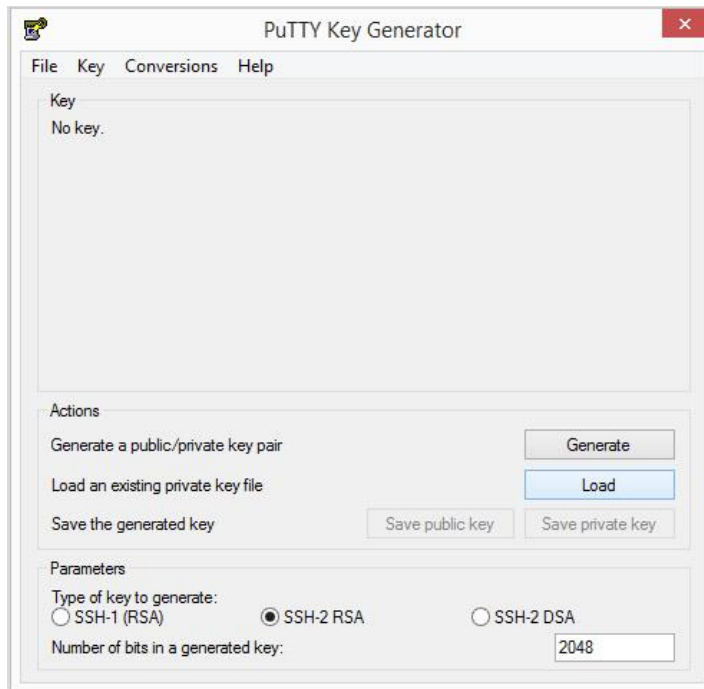 PuTTY Key Generator
File Key Conversions Help
Key
No key.
Actions
Generate a public/private key pair Generate
Load an existing private key file Load
Save the generated key Save public key Save private key
Parameters
Type of key to generate:
SSH-1 (RSA) SSH-2 RSA SSH-2 DSA
Number of bits in a generated key: 2048